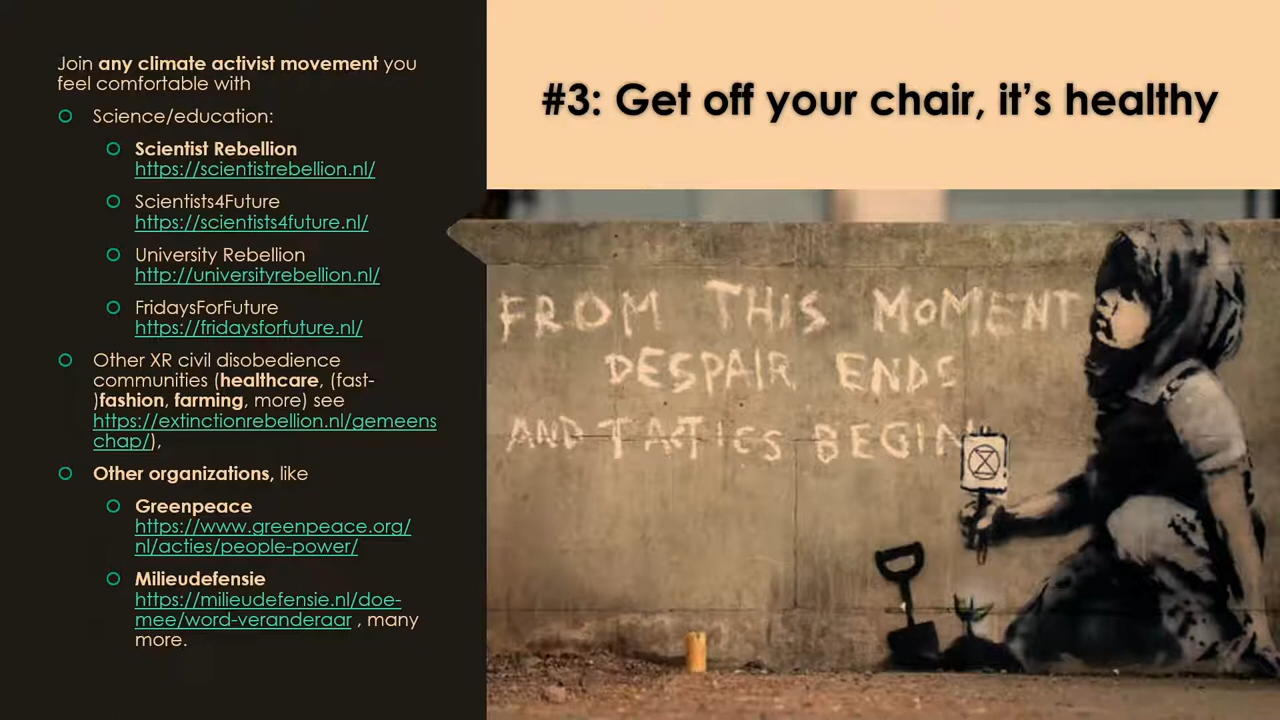 Join any climate activist movement you
feel comfortable with
Science/education:
Scientist Rebellion
https://scientistrebellion.nl/
Scientists4Future
https://scientists4future.nl/
University Rebellion
http://universityrebellion.nl/
FridaysForFuture
https://fridaysforfuture.nl/
Other XR civil disobedience
communities (healthcare, (fast-
)fashion, farming, more) see
https://extinctionrebellion.nl/gemeens
chap/),
Other organizations, like
Greenpeace
https://www.greenpeace.org/
nl/acties/people-power/
Milieudefensie
https://milieudefensie.nl/doe-
mee/word-veranderaar , many
more.
#3: Get off your chair, it’s healthy
FROM THIS MOMENT
DESPAIR ENDS
AND TACTICS BEGIN